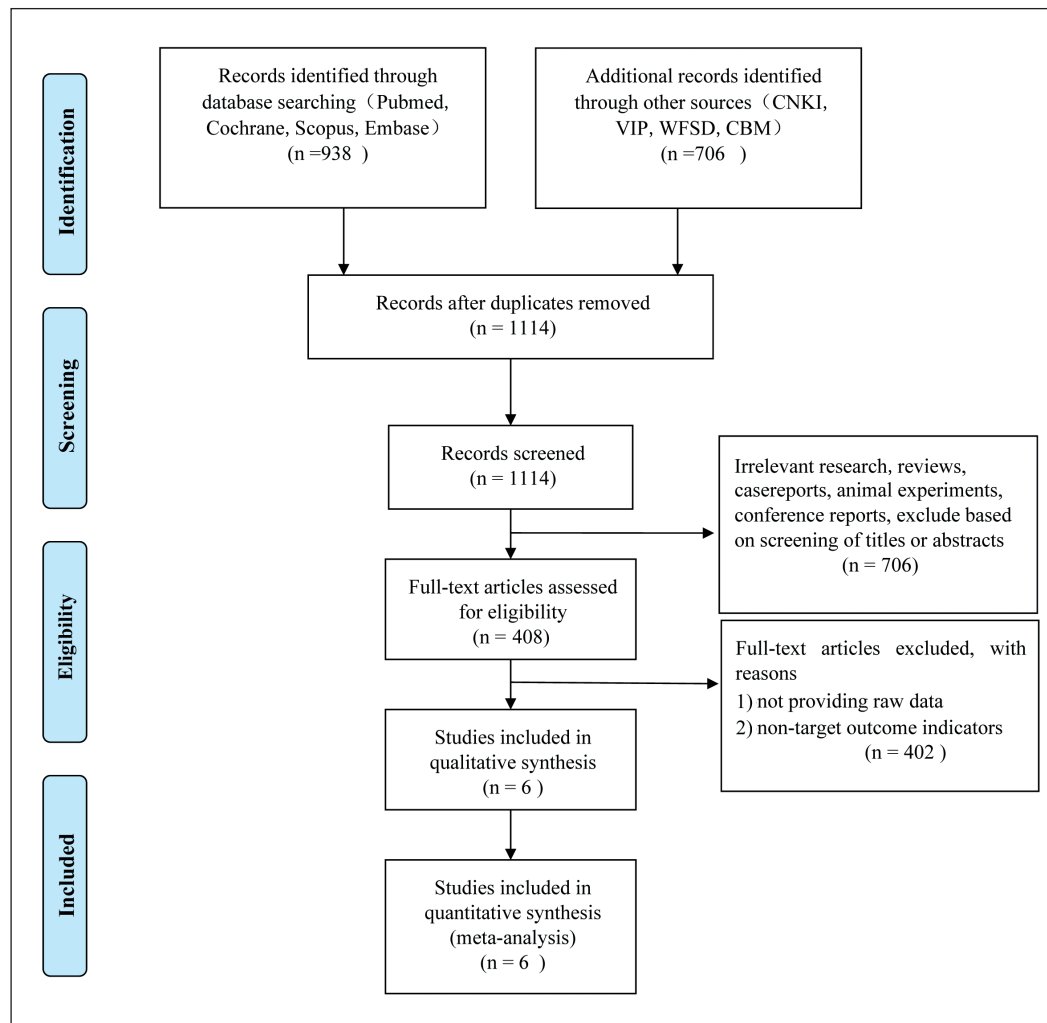 Identification
Records identified through
database searching（Pubmed,
Cochrane, Scopus, Embase）
(n =938 )
Additional records identified
through other sources（CNKI,
VIP, WFSD, CBM）
(n =706 )
Screening
Records after duplicates removed
(n = 1114)
Records screened
(n = 1114)
Irrelevant research, reviews,
casereports, animal experiments,
conference reports, exclude based
on screening of titles or abstracts
(n = 706)
Eligibility
Full-text articles assessed
for eligibility
(n = 408)
Full-text articles excluded, with
reasons
1) not providing raw data
2) non-target outcome indicators
(n = 402 )
Studies included in
qualitative synthesis
(n = 6 )
Included
Studies included in
quantitative synthesis
(meta-analysis)
(n = 6 )